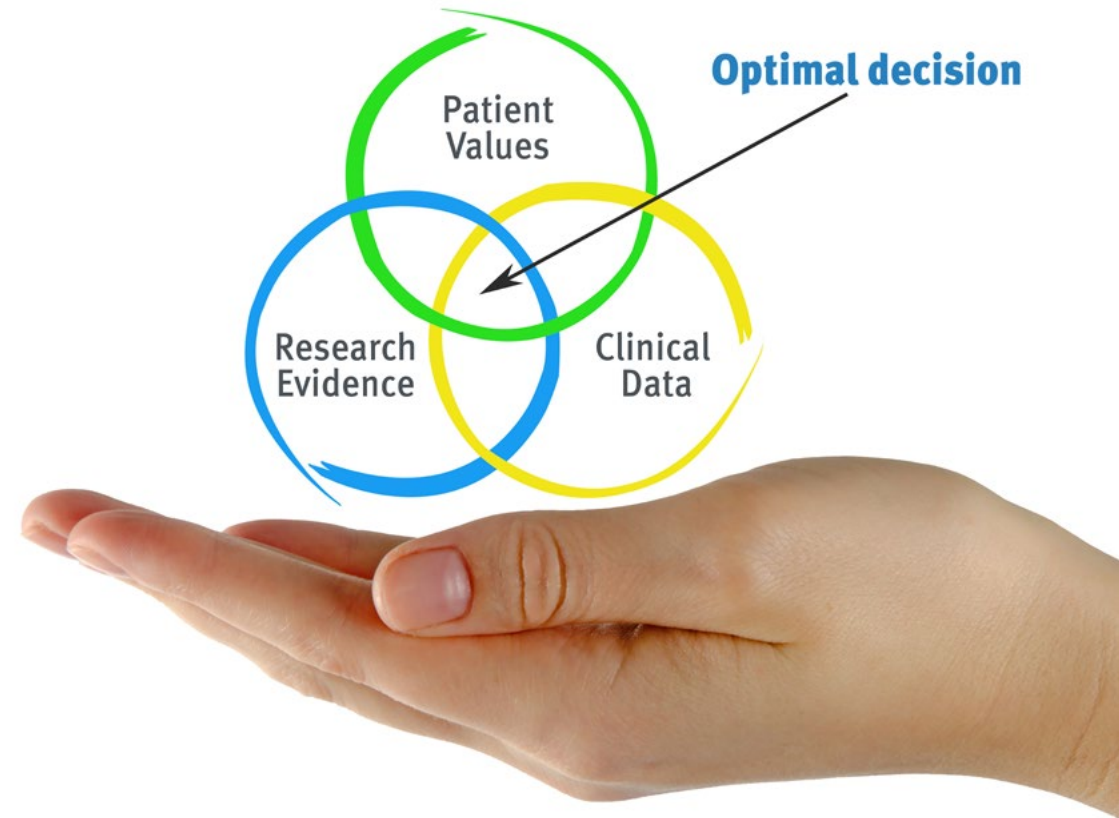 Optimal decision
Patient
Values
Research
Evidence
Clinical
Data